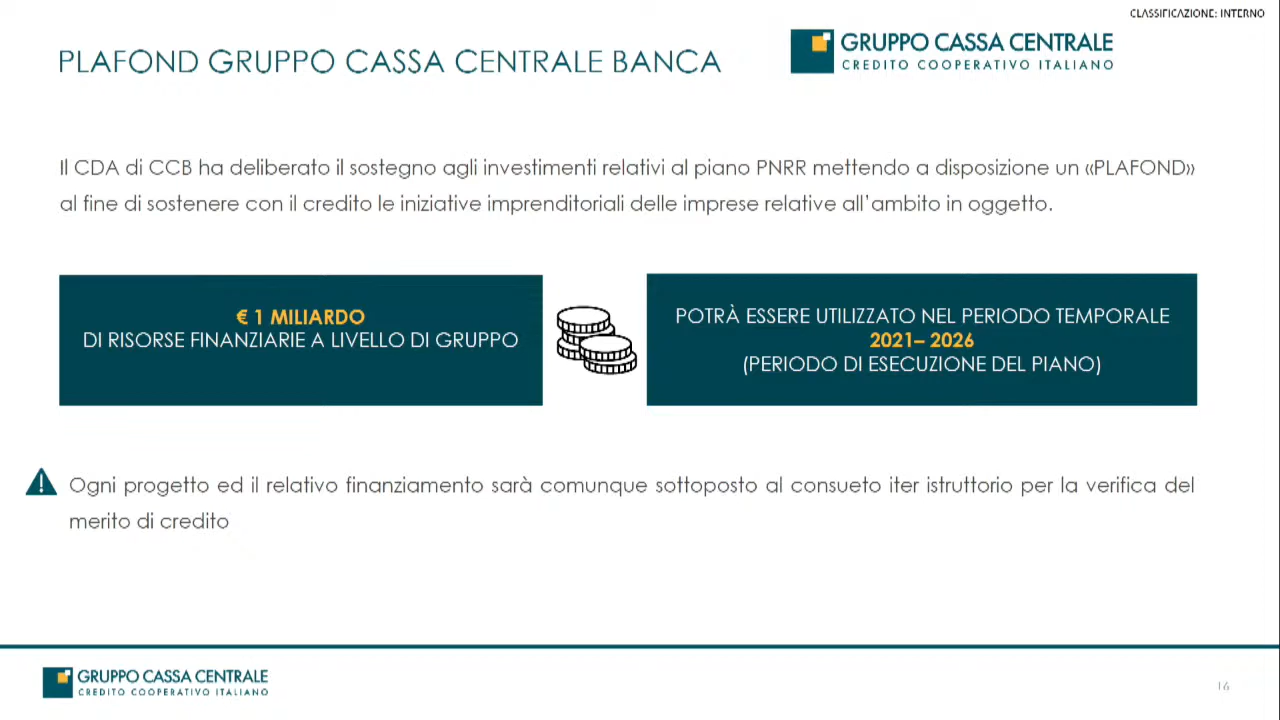 CLASSIFICAZIONE: INTERNO
PLAFOND GRUPPO CASSA CENTRALE BANCA
GRUPPO CASSA CENTRALE
CREDITO COOPERATIVO ITALIANO
Il CDA di CCB ha deliberato il sostegno agli investimenti relativi al piano PNRR mettendo a disposizione un «PLAFOND»
al fine di sostenere con il credito le iniziative imprenditoriali delle imprese relative all'ambito in oggetto.
€ 1 MILIARDO
DI RISORSE FINANZIARIE A LIVELLO DI GRUPPO
POTRÀ ESSERE UTILIZZATO NEL PERIODO TEMPORALE
2021– 2026
(PERIODO DI ESECUZIONE DEL PIANO)
Ogni progetto ed il relativo finanziamento sarà comunque sottoposto al consueto iter istruttorio per la verifica del
merito di credito
GRUPPO CASSA CENTRALE
CREDITO COOPERATIVO ITALIANO
16